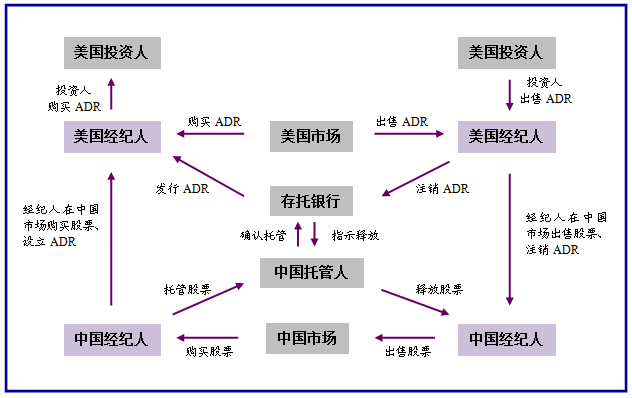 美国投资人
美国投资人
投资人
购买 ADR
投资人
出售 ADR
美国经纪人
购买 ADR
美国市场
出售 ADR
美国经纪人
发行 ADR
存托银行
注销 ADR
经纪人在中国
市场购买股票、
设立 ADR
确认托管
指示释放
经纪人在中国
市场出售股票、
注销 ADR
中国托管人
托管股票
释放股票
中国经纪人
购买股票
中国市场
出售股票
中国经纪人